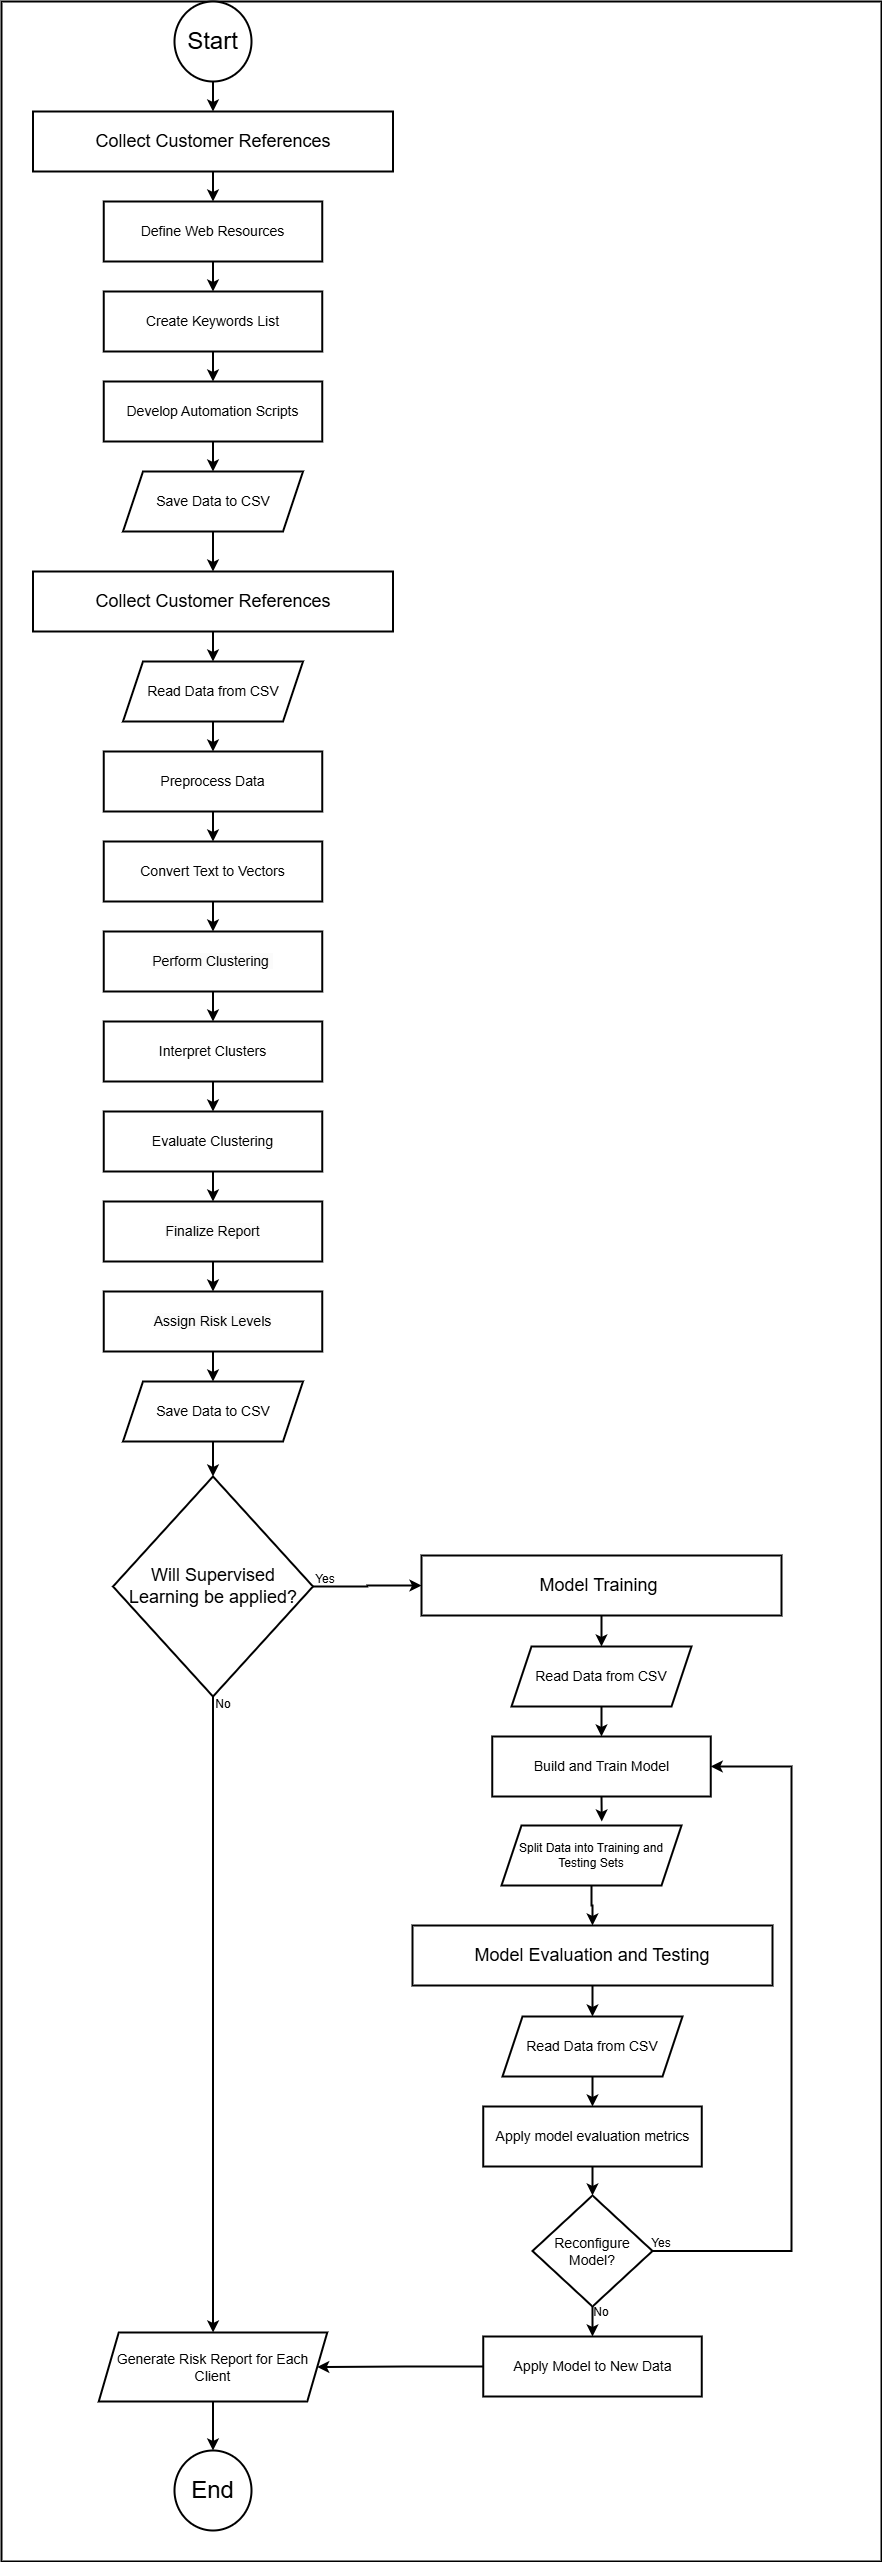 Start
Collect Customer References
Define Web Resources
Create Keywords List
Develop Automation Scripts
Save Data to CSV
Collect Customer References
Read Data from CSV
Preprocess Data
Convert Text to Vectors
Perform Clustering
Interpret Clusters
Evaluate Clustering
Finalize Report
Assign Risk Levels
Save Data to CSV
Will Supervised
Learning be applied?
Yes
No
Model Training
Read Data from CSV
Build and Train Model
Split Data into Training and
Testing Sets
Model Evaluation and Testing
Read Data from CSV
Apply model evaluation metrics
Reconfigure
Model?
Yes
No
Apply Model to New Data
Generate Risk Report for Each
Client
End